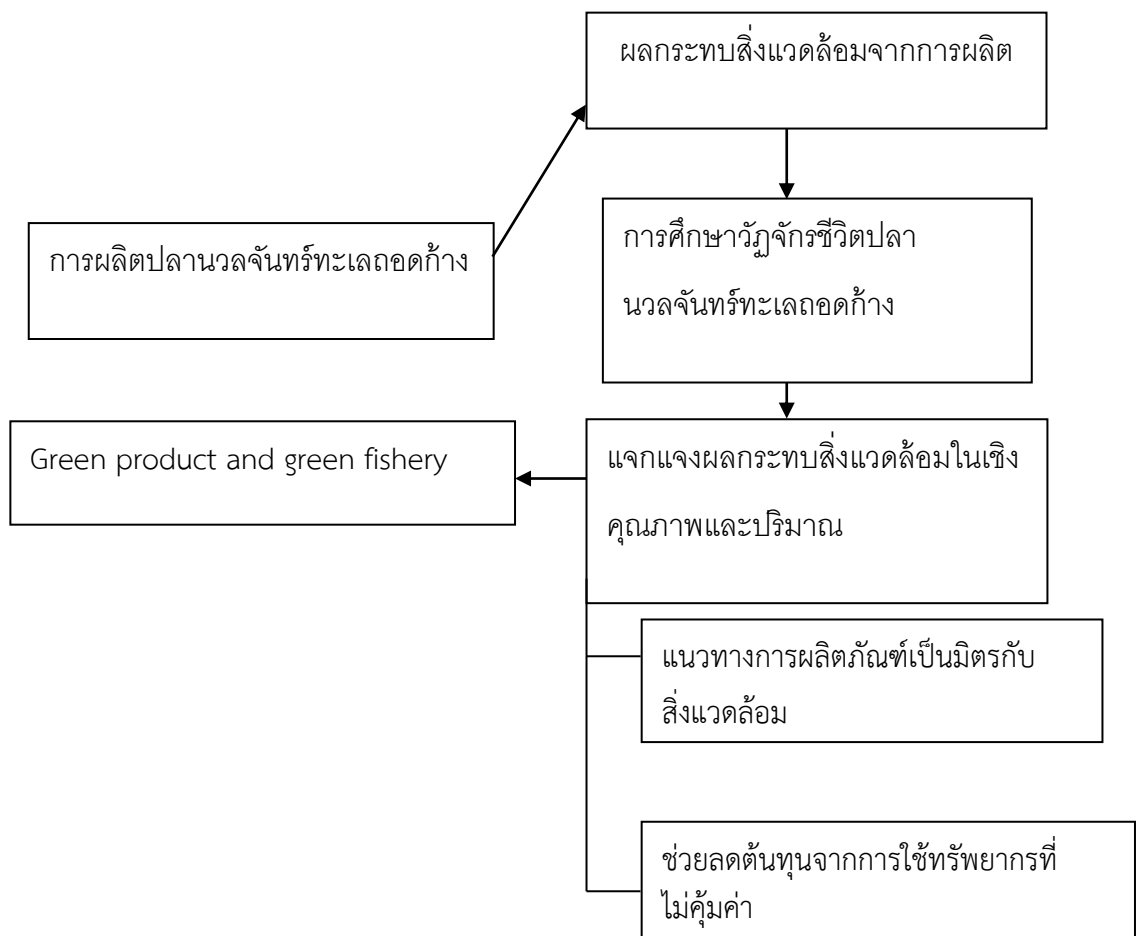 ผลกระทบสิ่งแวดล้อมจากการผลิต
การผลิตปลานวลจันทร์ทะเลถอดก้าง
การศึกษาวัฏจักรชีวิตปลา
นวลจันทร์ทะเลถอดก้าง
Green product and green fishery
แจกแจงผลกระทบสิ่งแวดล้อมในเชิง
คุณภาพและปริมาณ
แนวทางการผลิตภัณฑ์เป็นมิตรกับ
สิ่งแวดล้อม
ช่วยลดต้นทุนจากการใช้ทรัพยากรที่
ไม่คุ้มค่า